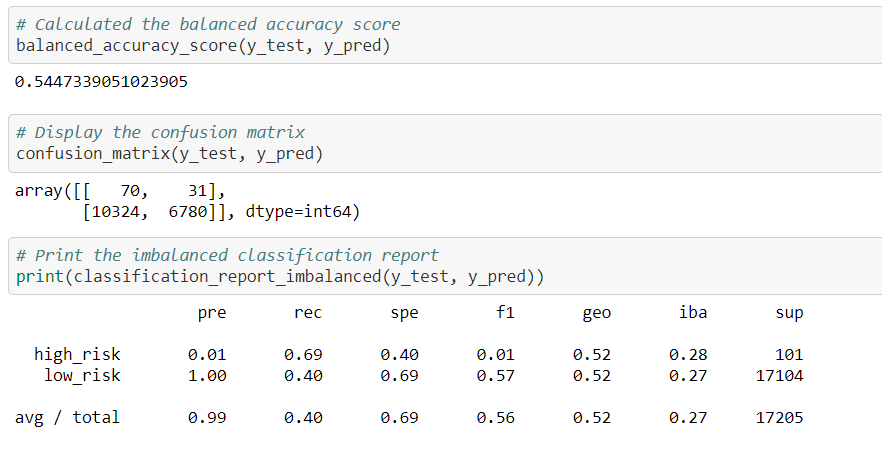 # Calculated the balanced accuracy score
balanced_accuracy_score(y_test, y_pred)
0.5447339051023905
# Display the confusion matrix
confusion_matrix(y_test, y_pred)
array([[   70,    31],
       [10324,  6780]], dtype=int64)
# Print the imbalanced classification report
print(classification_report_imbalanced(y_test, y_pred))
pre rec spe f1 geo iba sup
high_risk 0.01 0.69 0.40 0.01 0.52 0.28 101
low_risk 1.00 0.40 0.69 0.57 0.52 0.27 17104
avg / total 0.99 0.40 0.69 0.56 0.52 0.27 17205